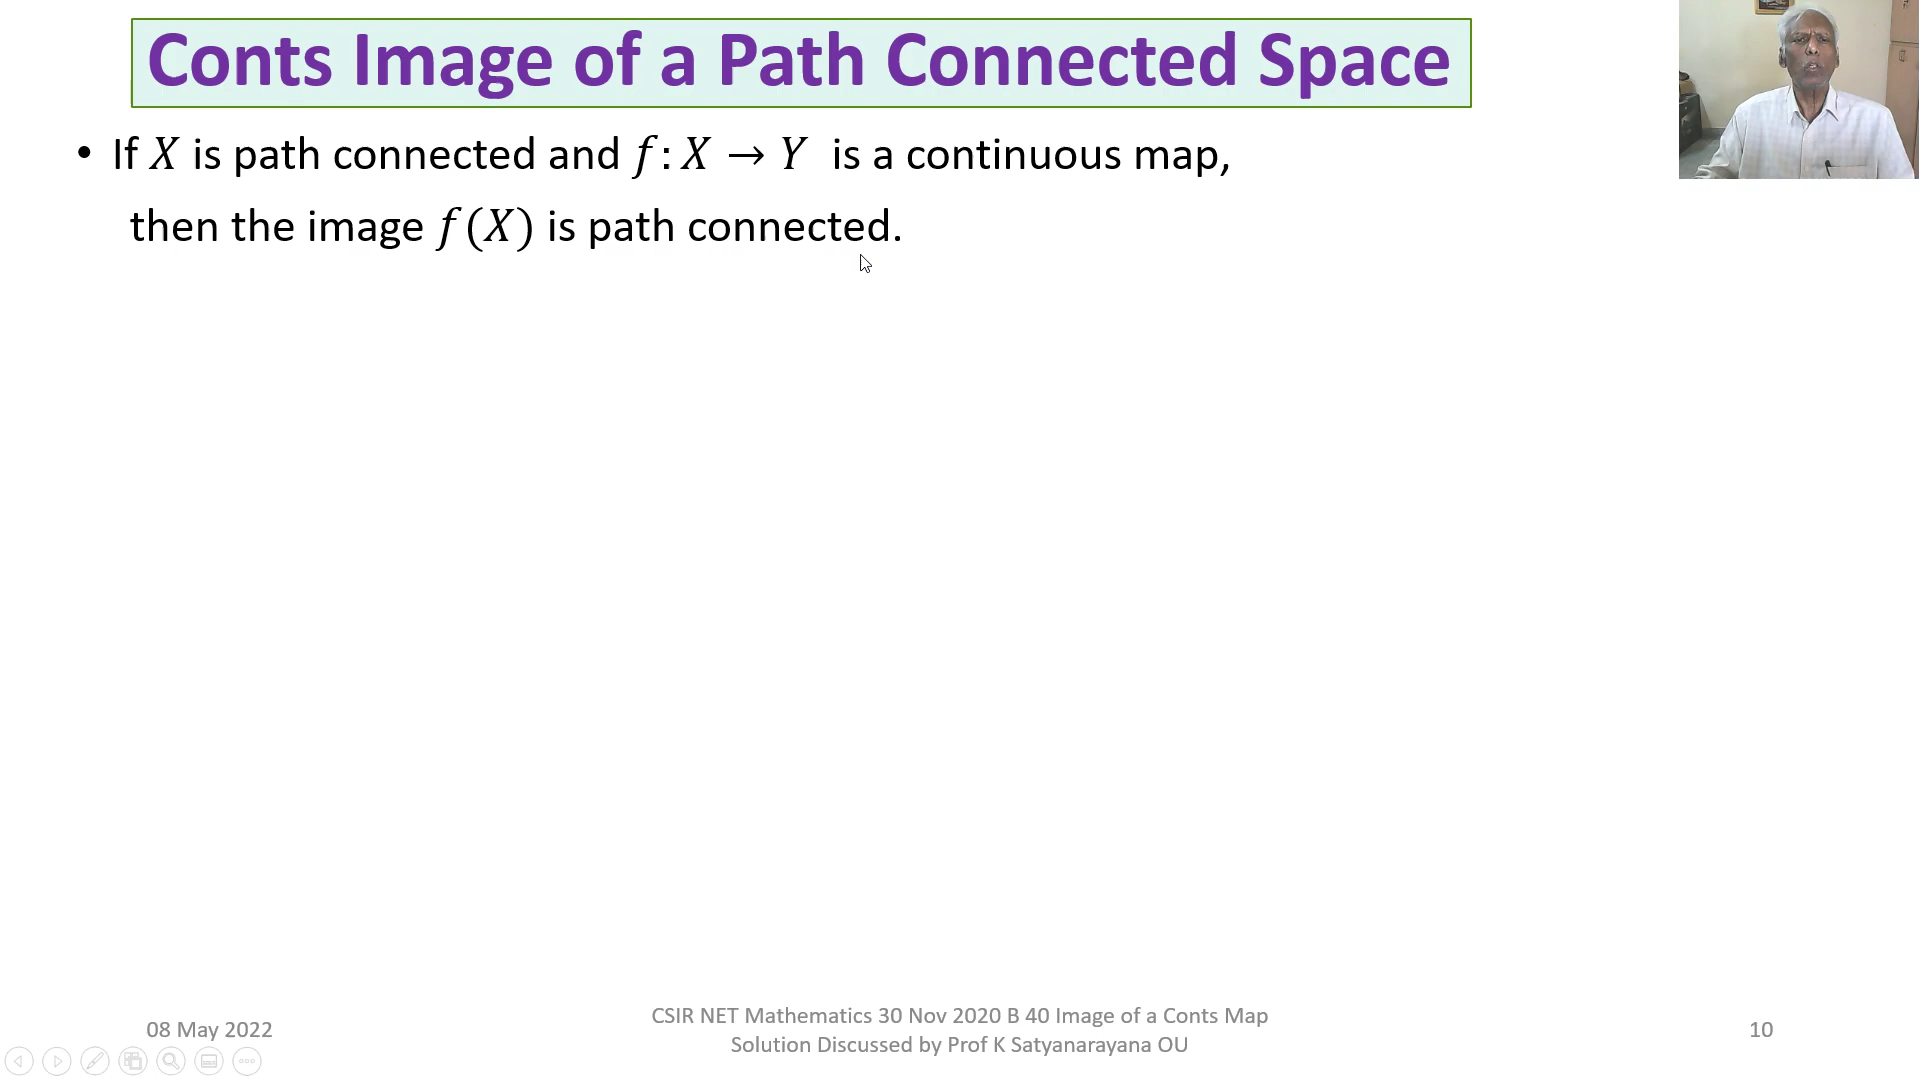 Conts Image of a Path Connected Space
• If 𝑋 is path connected and 𝑓: 𝑋 → 𝑌 is a continuous map,
then the image 𝑓(𝑋) is path connected.
08 May 2022
CSIR NET Mathematics 30 Nov 2020 B 40 Image of a Conts Map
Solution Discussed by Prof K Satyanarayana OU
10